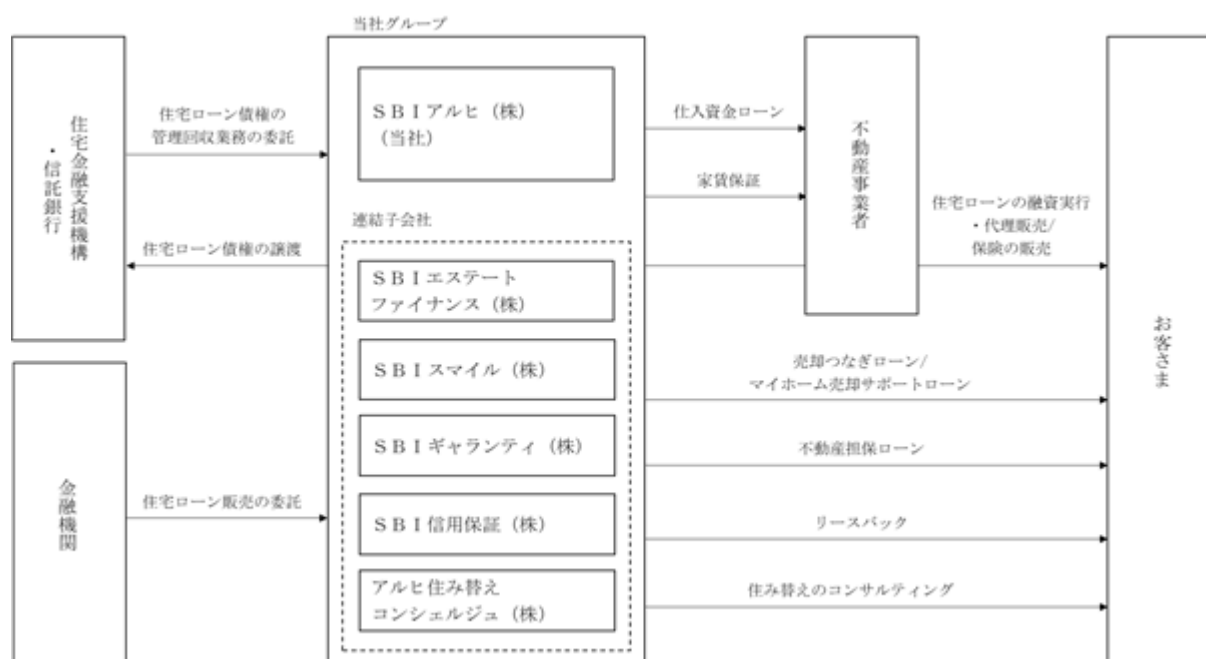 当社グループ
住宅金融支援機構
・信託銀行
住宅ローン債権の
管理回収業務の委託
住宅ローン債権の譲渡
金融機関
住宅ローン販売の委託
ＳＢＩアルヒ（株）
（当社）
連結子会社
ＳＢＩエステート
ファイナンス（株）
ＳＢＩスマイル（株）
ＳＢＩギャランティ（株）
ＳＢＩ信用保証（株）
アルヒ住み替え
コンシェルジュ（株）
仕入資金ローン
家賃保証
不動産事業者
住宅ローンの融資実行
・代理販売/
保険の販売
売却つなぎローン/
マイホーム売却サポートローン
不動産担保ローン
リースバック
住み替えのコンサルティング
お客さま